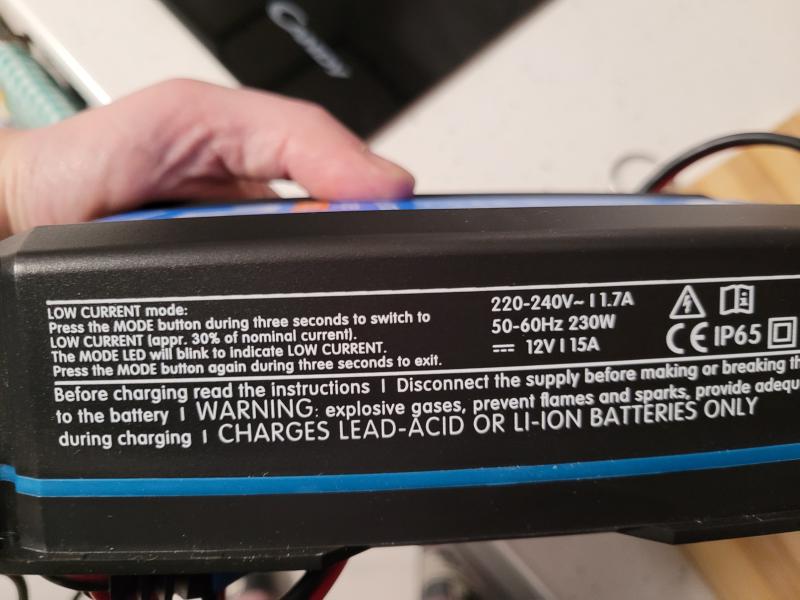 Candy
LOW CURRENT mode:
Press the MODE button during three seconds to switch to
LOW CURRENT (appr. 30% of nominal current).
The MODE LED will blink to indicate LOW CURRENT.
Press the MODE button again during three seconds to exit.
220-240V~ I 1.7A
50-60Hz 230W
⎓ 12V I 15A
CE IP65
Before charging read the instructions I Disconnect the supply before making or breaking
to the battery I WARNING: explosive gases, prevent flames and sparks, provide
during charging I CHARGES LEAD-ACID OR LI-ION BATTERIES ONLY